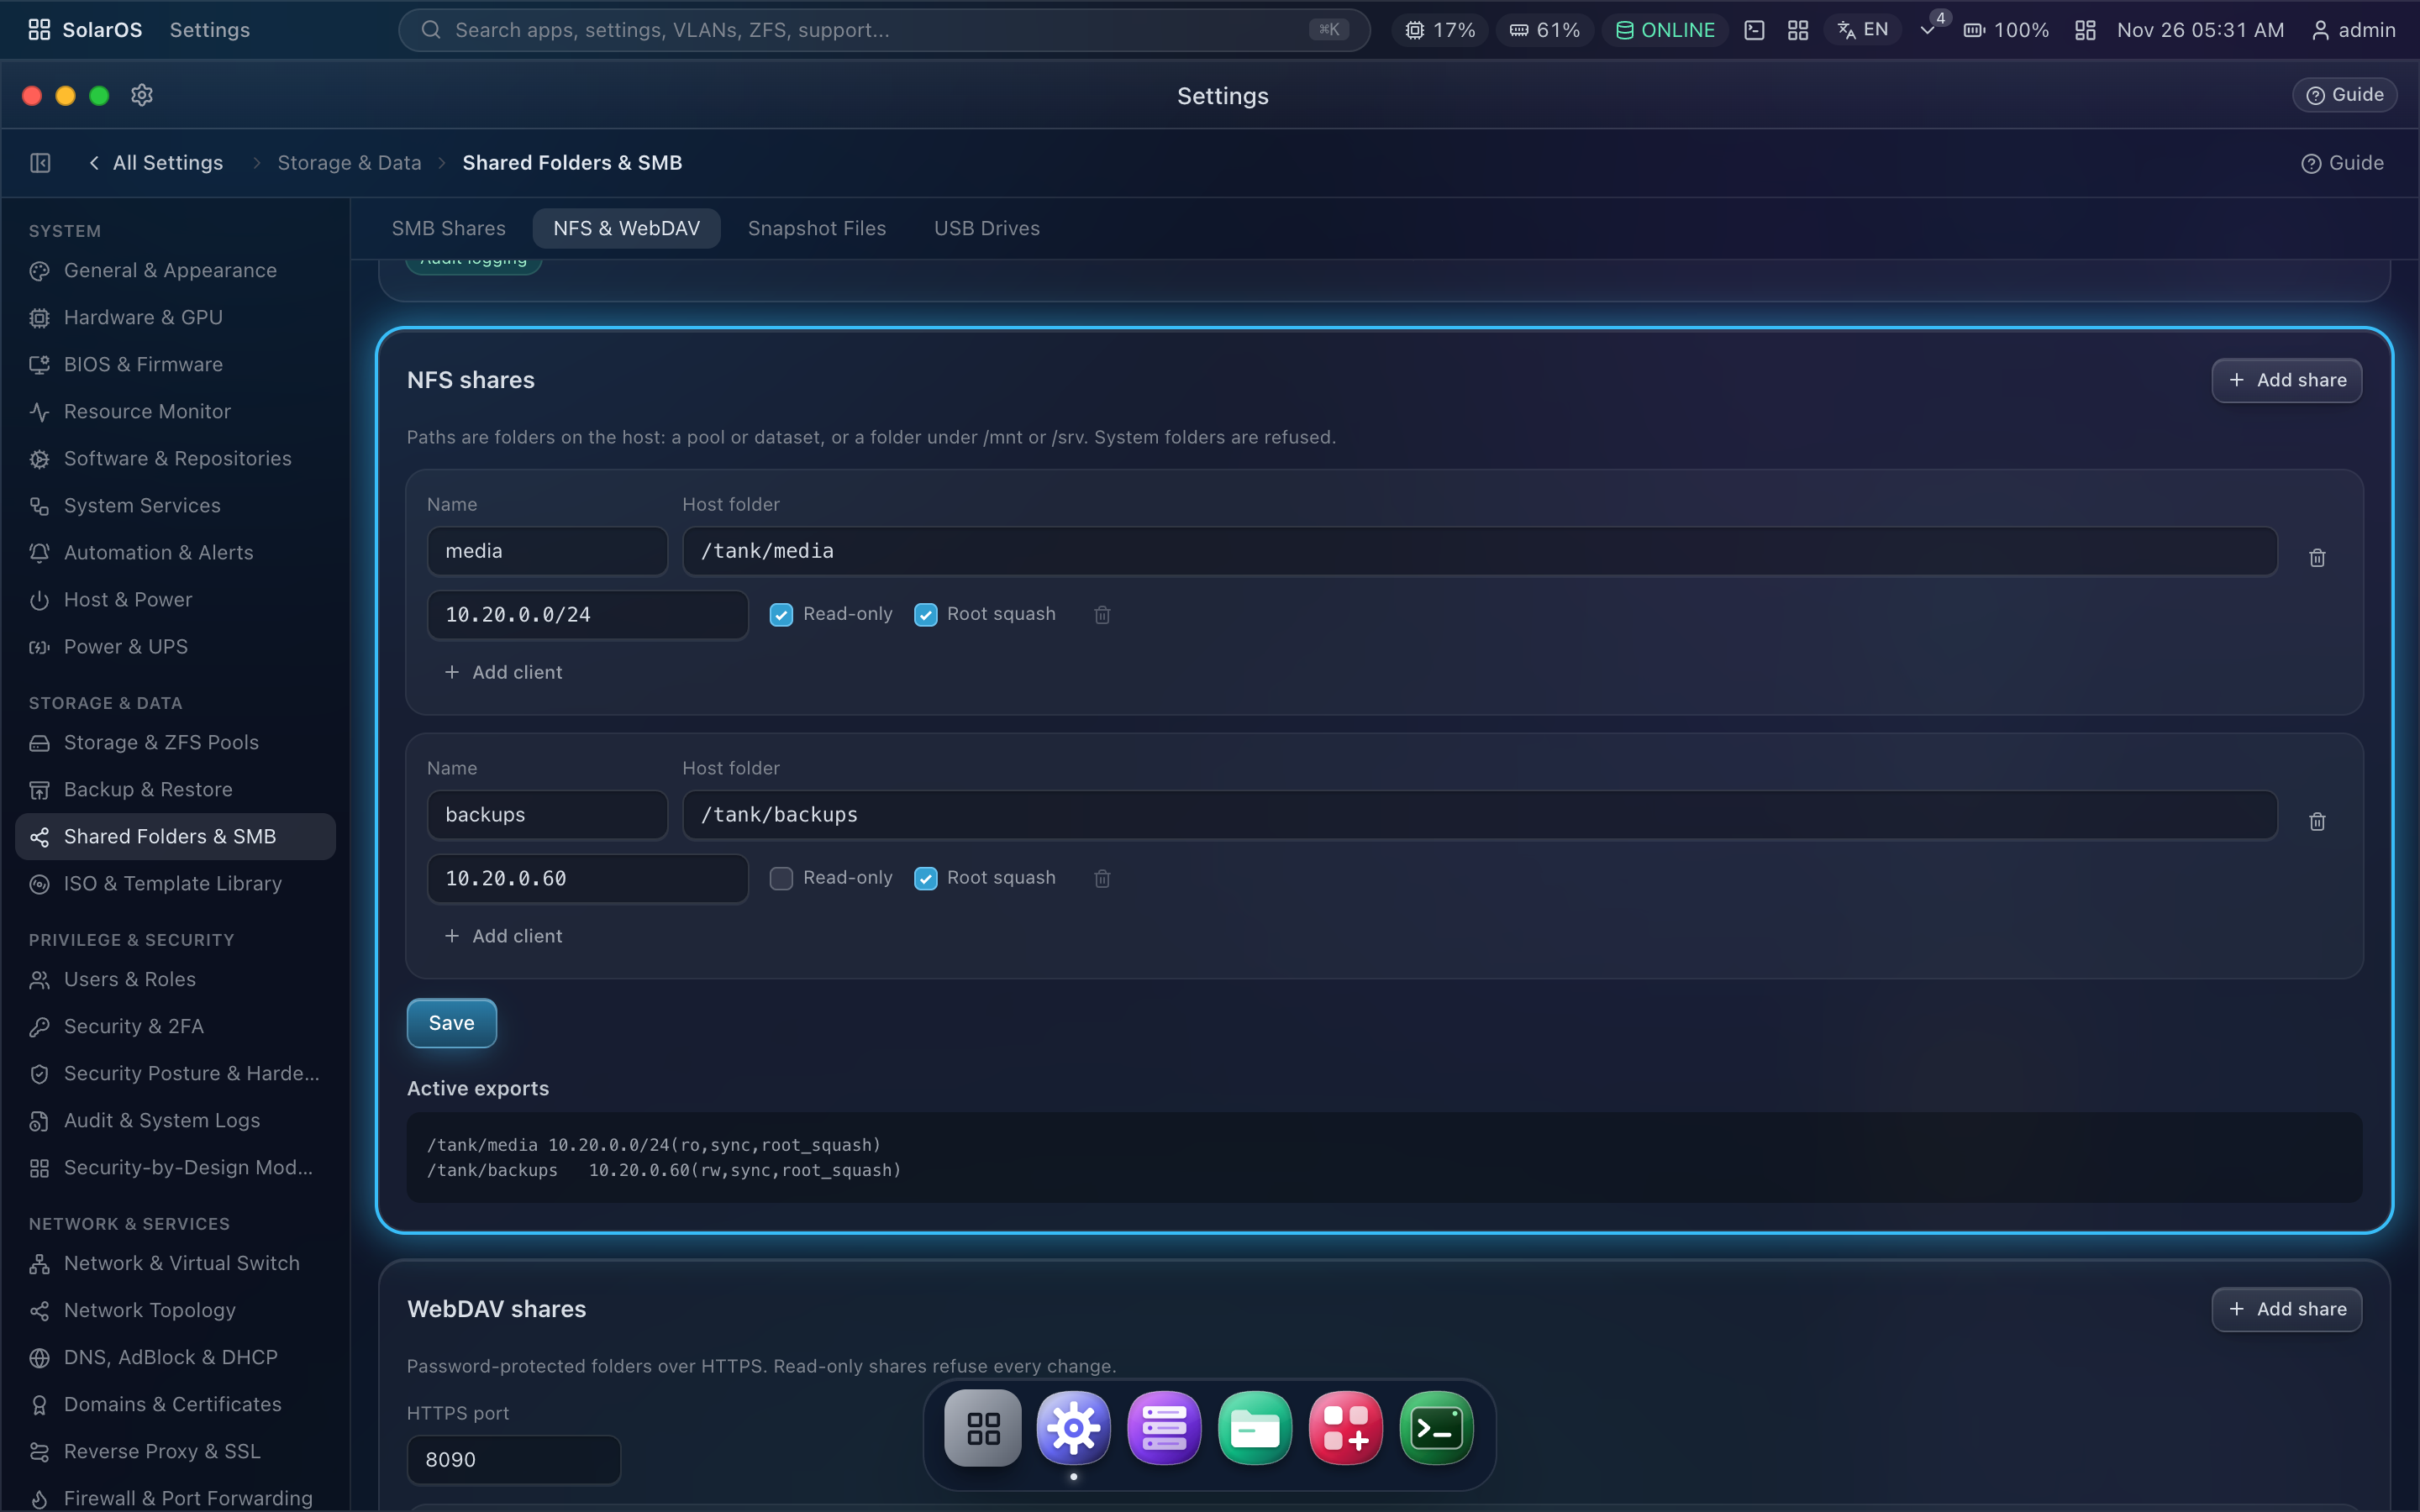 SolarOS Settings Search apps, settings, VLANs, ZFS, support... ⌘K 17% 61% ONLINE EN 4 100% Nov 26 05:31 AM admin
Settings Guide
All Settings Storage & Data Shared Folders & SMB Guide
SYSTEM
General & Appearance
Hardware & GPU
BIOS & Firmware
Resource Monitor
Software & Repositories
System Services
Automation & Alerts
Host & Power
Power & UPS
STORAGE & DATA
Storage & ZFS Pools
Backup & Restore
Shared Folders & SMB
ISO & Template Library
PRIVILEGE & SECURITY
Users & Roles
Security & 2FA
Security Posture & Harde...
Audit & System Logs
Security-by-Design Mod...
NETWORK & SERVICES
Network & Virtual Switch
Network Topology
DNS, AdBlock & DHCP
Domains & Certificates
Reverse Proxy & SSL
Firewall & Port Forwarding
SMB Shares NFS & WebDAV Snapshot Files USB Drives
Audit logging
NFS shares Add share
Paths are folders on the host: a pool or dataset, or a folder under /mnt or /srv. System folders are refused.
Name Host folder
media /tank/media
10.20.0.0/24 Read-only Root squash
Add client
Name Host folder
backups /tank/backups
10.20.0.60 Read-only Root squash
Add client
Save
Active exports
/tank/media 10.20.0.0/24(ro,sync,root_squash)
/tank/backups 10.20.0.60(rw,sync,root_squash)
WebDAV shares Add share
Password-protected folders over HTTPS. Read-only shares refuse every change.
HTTPS port
8090